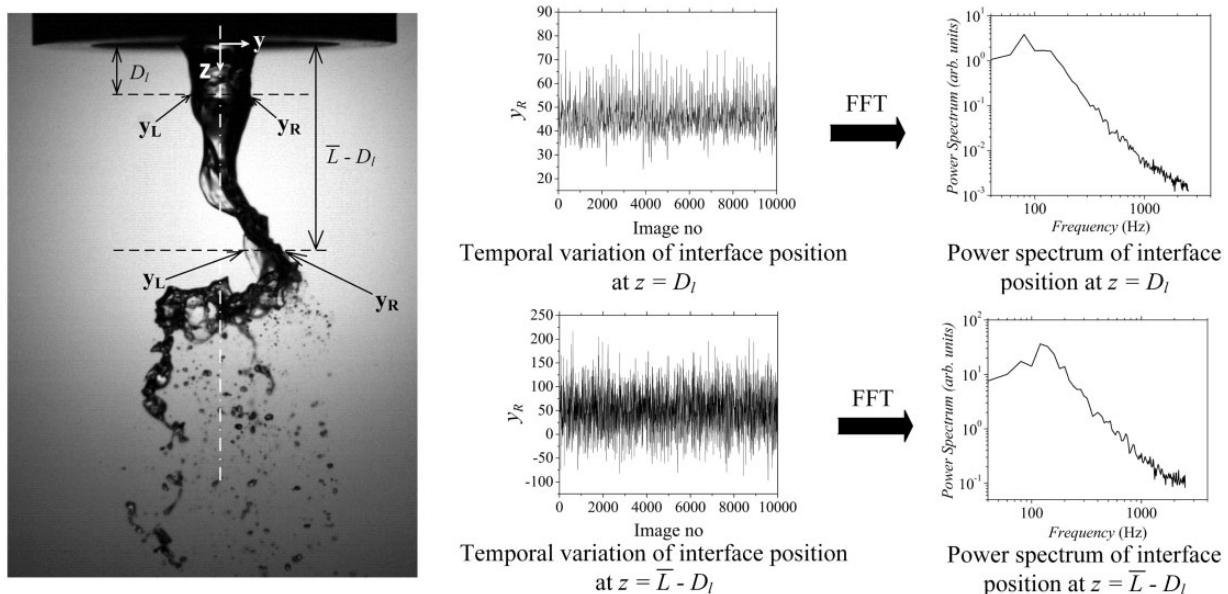 y
z
D_l
y_L
y_R
L̅ - D_l
y_L
y_R
90
80
70
60
50
40
30
20
y_R
0 2000 4000 6000 8000 10000
Image no
Temporal variation of interface position
at z = D_l
FFT
10^1
10^0
10^-1
10^-2
10^-3
Power Spectrum (arb. units)
100 1000
Frequency (Hz)
Power spectrum of interface
position at z = D_l
250
200
150
100
50
0
-50
-100
y_R
0 2000 4000 6000 8000 10000
Image no
Temporal variation of interface position
at z = L̅ - D_l
FFT
10^2
10^1
10^0
10^-1
Power Spectrum (arb. units)
100 1000
Frequency (Hz)
Power spectrum of interface
position at z = L̅ - D_l